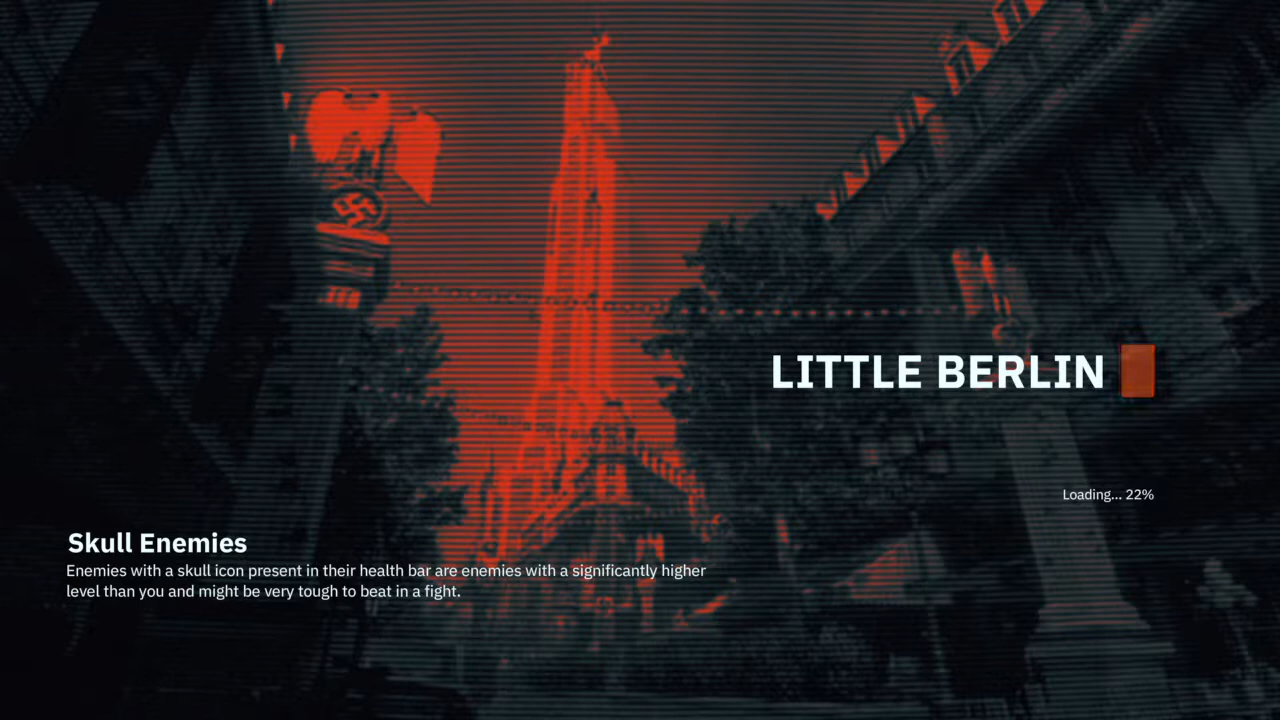 LITTLE BERLIN
Loading... 22%
Skull Enemies
Enemies with a skull icon present in their health bar are enemies with a significantly higher
level than you and might be very tough to beat in a fight.